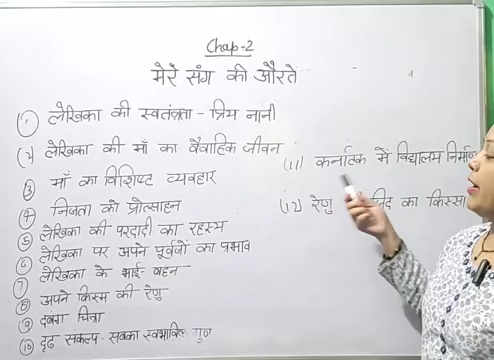 Chap-2
मेरे संग की औरते
(1) लेखिका की स्वतंत्रता - प्रिय नानी
(2) लेखिका की माँ का वैवाहिक जीवन
(3) माँ का विशिष्ट व्यवहार
(4) निजता को प्रोत्साहन
(5) लेखिका की परदादी का रहस्य
(6) लेखिका पर अपने पूर्वजों का प्रभाव
(7) लेखिका के भाई-बहन
(8) अपने किस्म की रेणु
(9) दबंग चित्रा
(10) दृढ़ संकल्प - सबका स्वभाविक गुण
(11) कर्नाटक में विद्यालय निर्माण
(12) रेणु का किस्सा